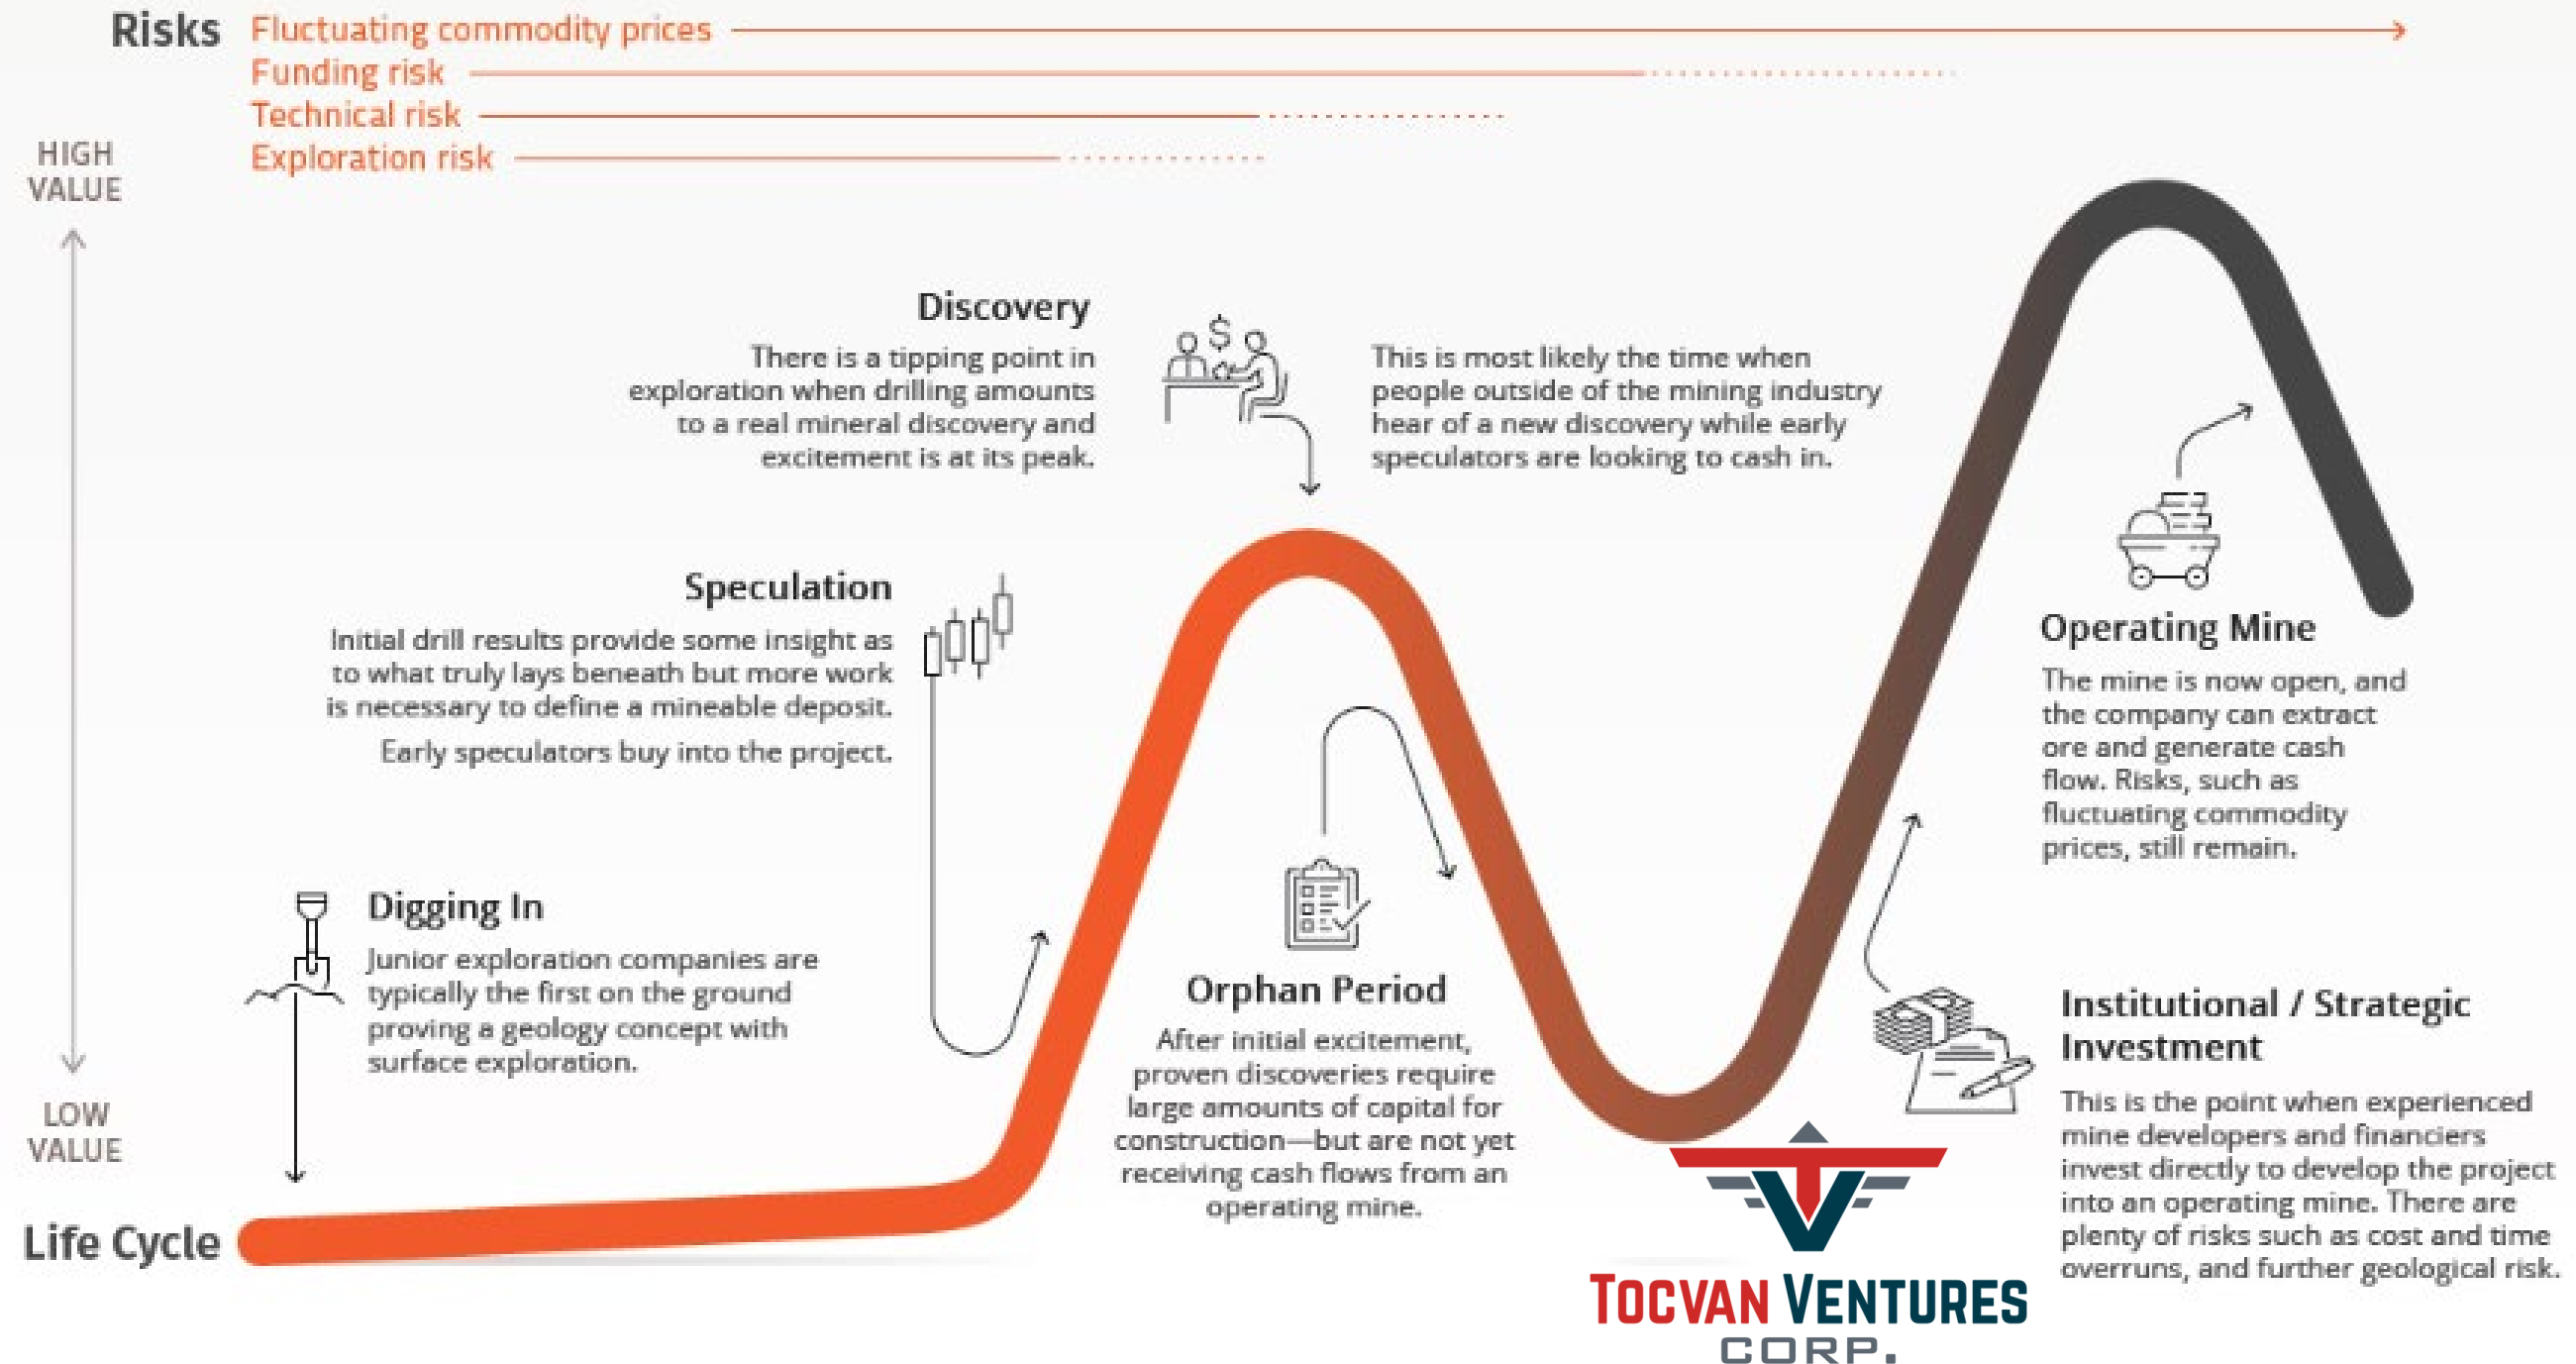 Risks
Fluctuating commodity prices
Funding risk
Technical risk
Exploration risk
HIGH
VALUE
Discovery
There is a tipping point in
exploration when drilling amounts
to a real mineral discovery and
excitement is at its peak.
$
This is most likely the time when
people outside of the mining industry
hear of a new discovery while early
speculators are looking to cash in.
Speculation
Initial drill results provide some insight as
to what truly lays beneath but more work
is necessary to define a mineable deposit.
Early speculators buy into the project.
Operating Mine
The mine is now open, and
the company can extract
ore and generate cash
flow. Risks, such as
fluctuating commodity
prices, still remain.
Digging In
Junior exploration companies are
typically the first on the ground
proving a geology concept with
surface exploration.
Orphan Period
After initial excitement,
proven discoveries require
large amounts of capital for
construction—but are not yet
receiving cash flows from an
operating mine.
Institutional / Strategic
Investment
This is the point when experienced
mine developers and financiers
invest directly to develop the project
into an operating mine. There are
plenty of risks such as cost and time
overruns, and further geological risk.
LOW
VALUE
Life Cycle
TOCVAN VENTURES
CORP.